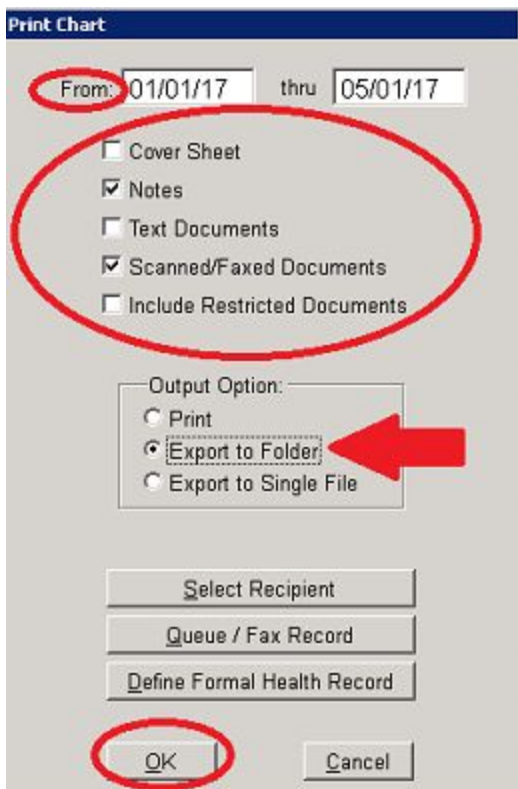 Print Chart
From: 01/01/17 thru 05/01/17
Cover Sheet
Notes
Text Documents
Scanned/Faxed Documents
Include Restricted Documents
Output Option:
Print
Export to Folder
Export to Single File
Select Recipient
Queue / Fax Record
Define Formal Health Record
OK Cancel